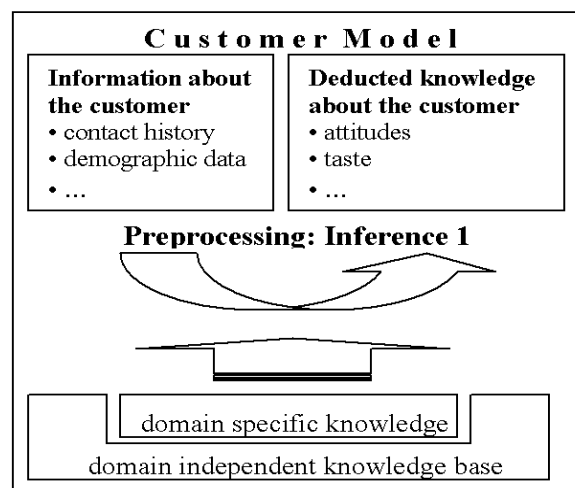 Customer Model
Information about
the customer
• contact history
• demographic data
• ...
Deducted knowledge
about the customer
• attitudes
• taste
• ...
Preprocessing: Inference 1
domain specific knowledge
domain independent knowledge base